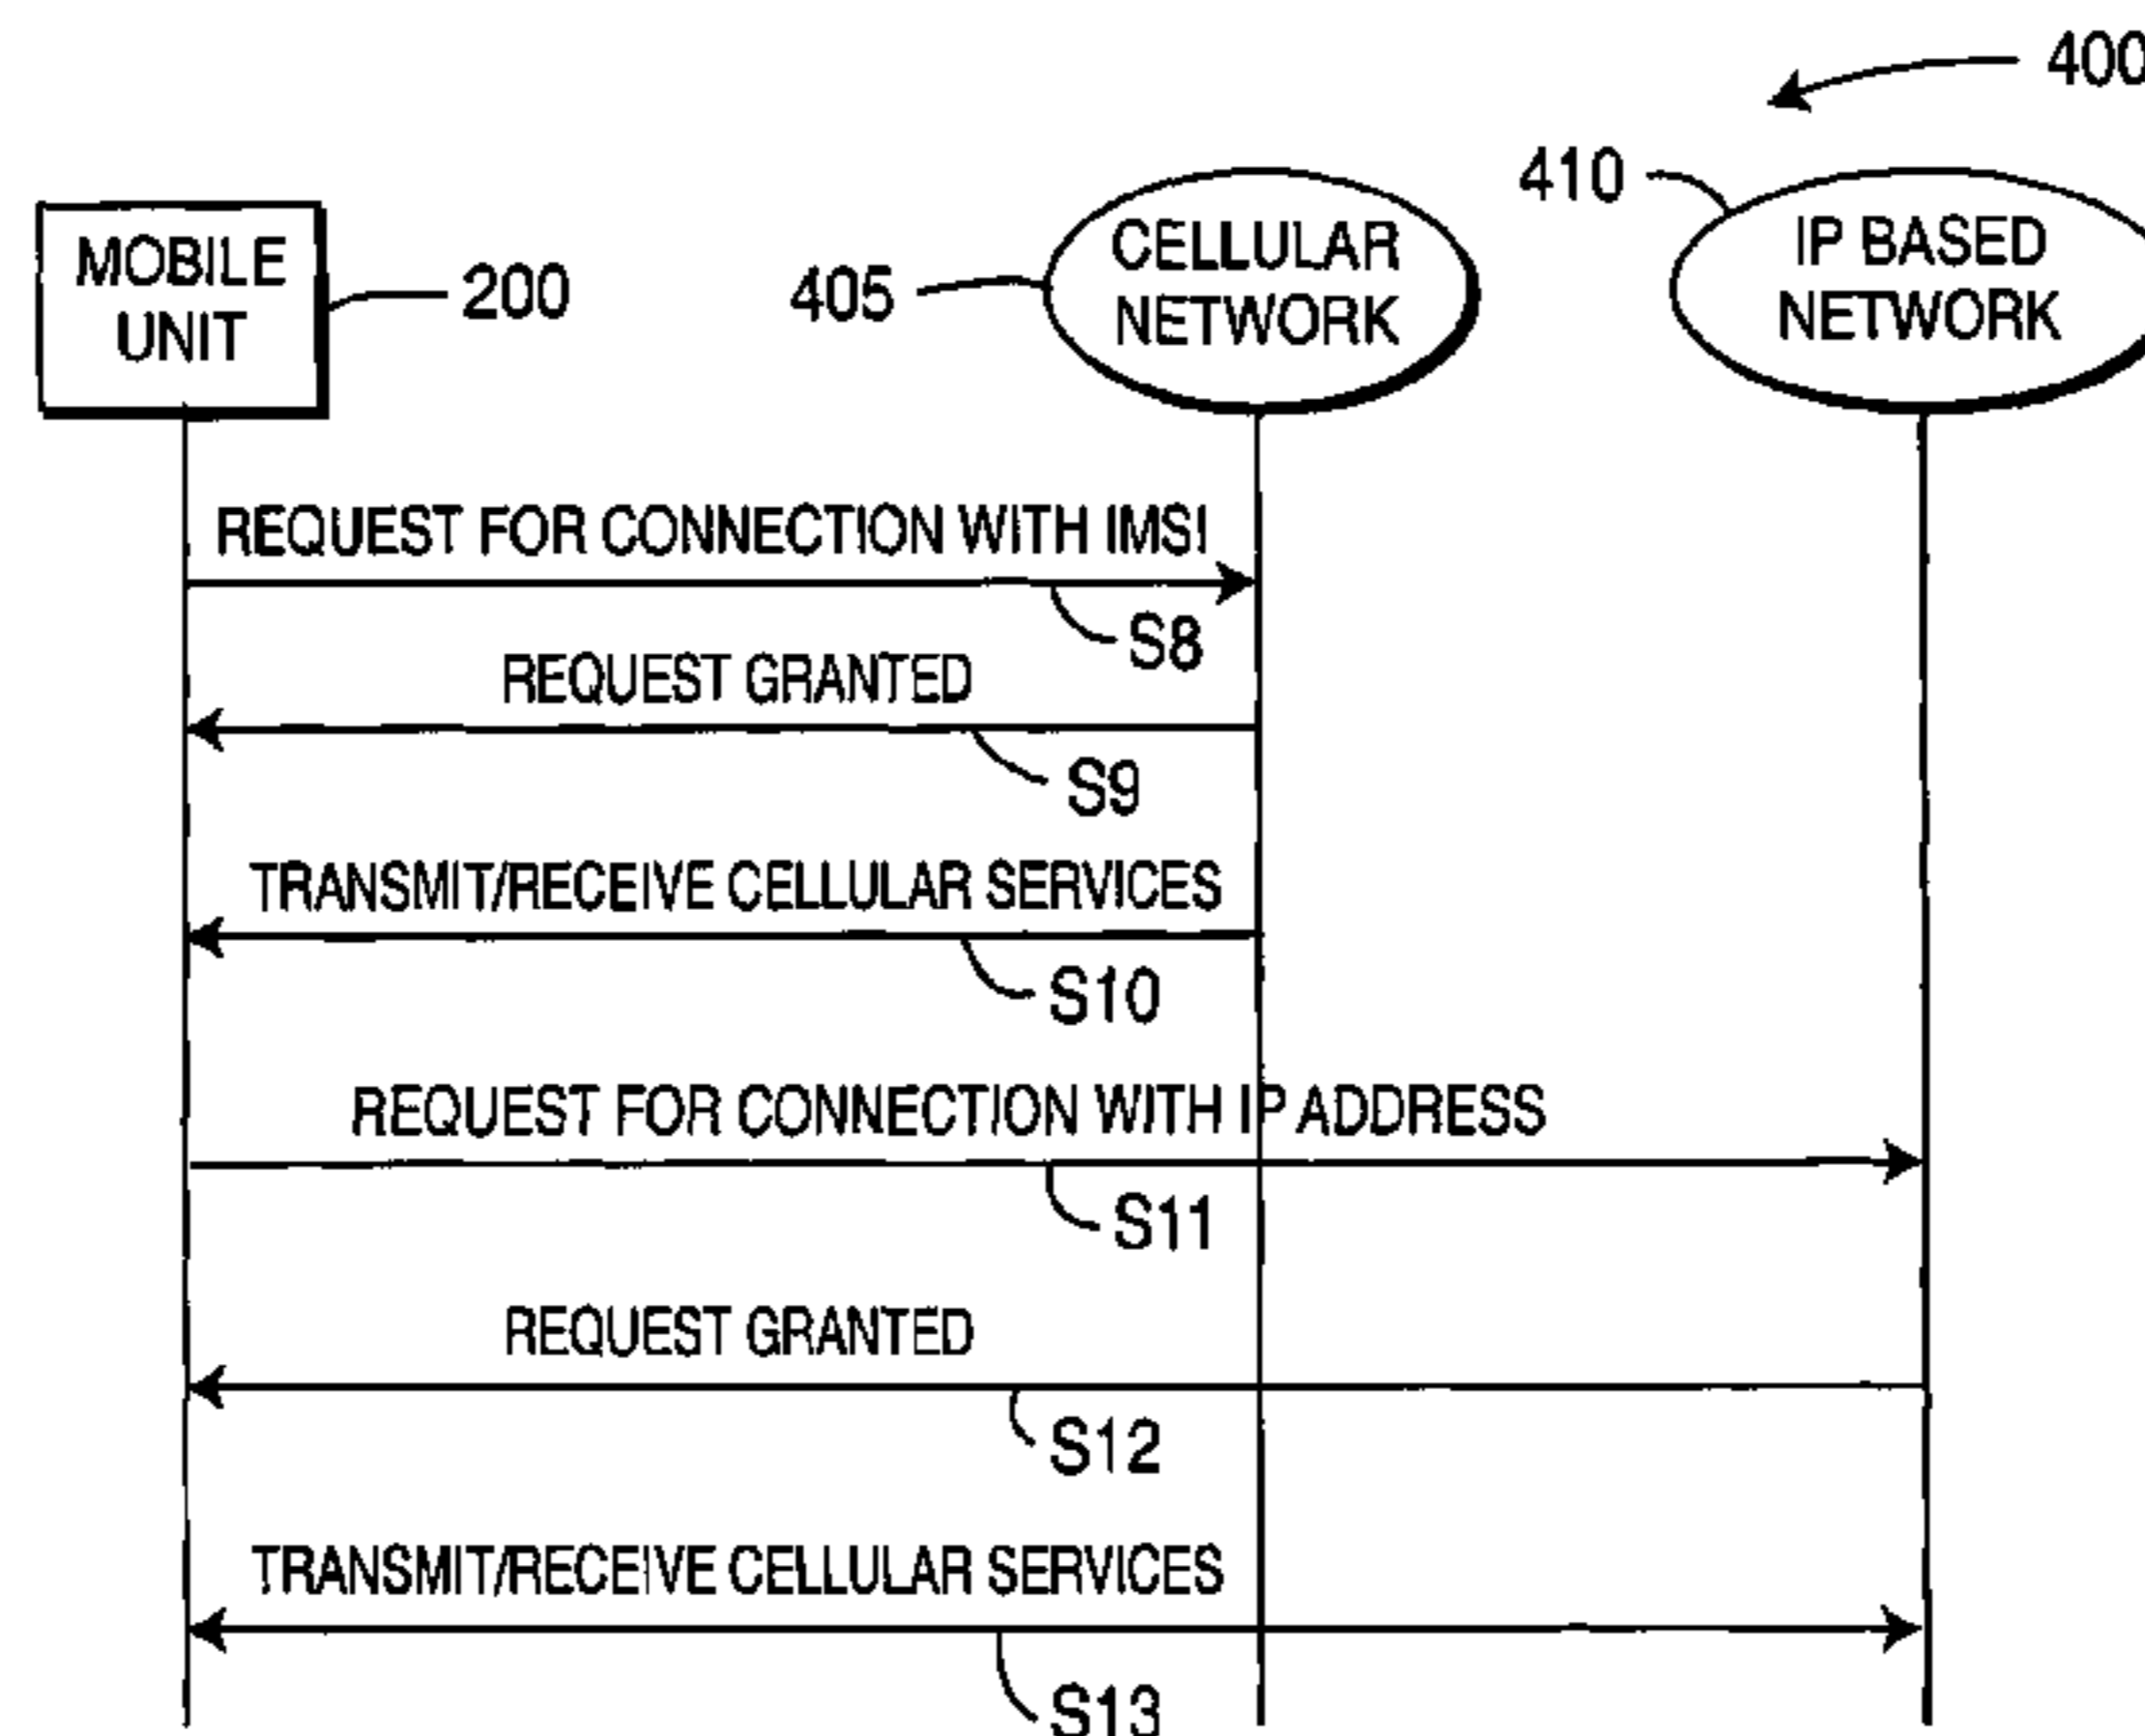 400
410
MOBILE
UNIT
200
405
CELLULAR
NETWORK
IP BASED
NETWORK
REQUEST FOR CONNECTION WITH IMSI
S8
REQUEST GRANTED
S9
TRANSMIT/RECEIVE CELLULAR SERVICES
S10
REQUEST FOR CONNECTION WITH IP ADDRESS
S11
REQUEST GRANTED
S12
TRANSMIT/RECEIVE CELLULAR SERVICES
S13